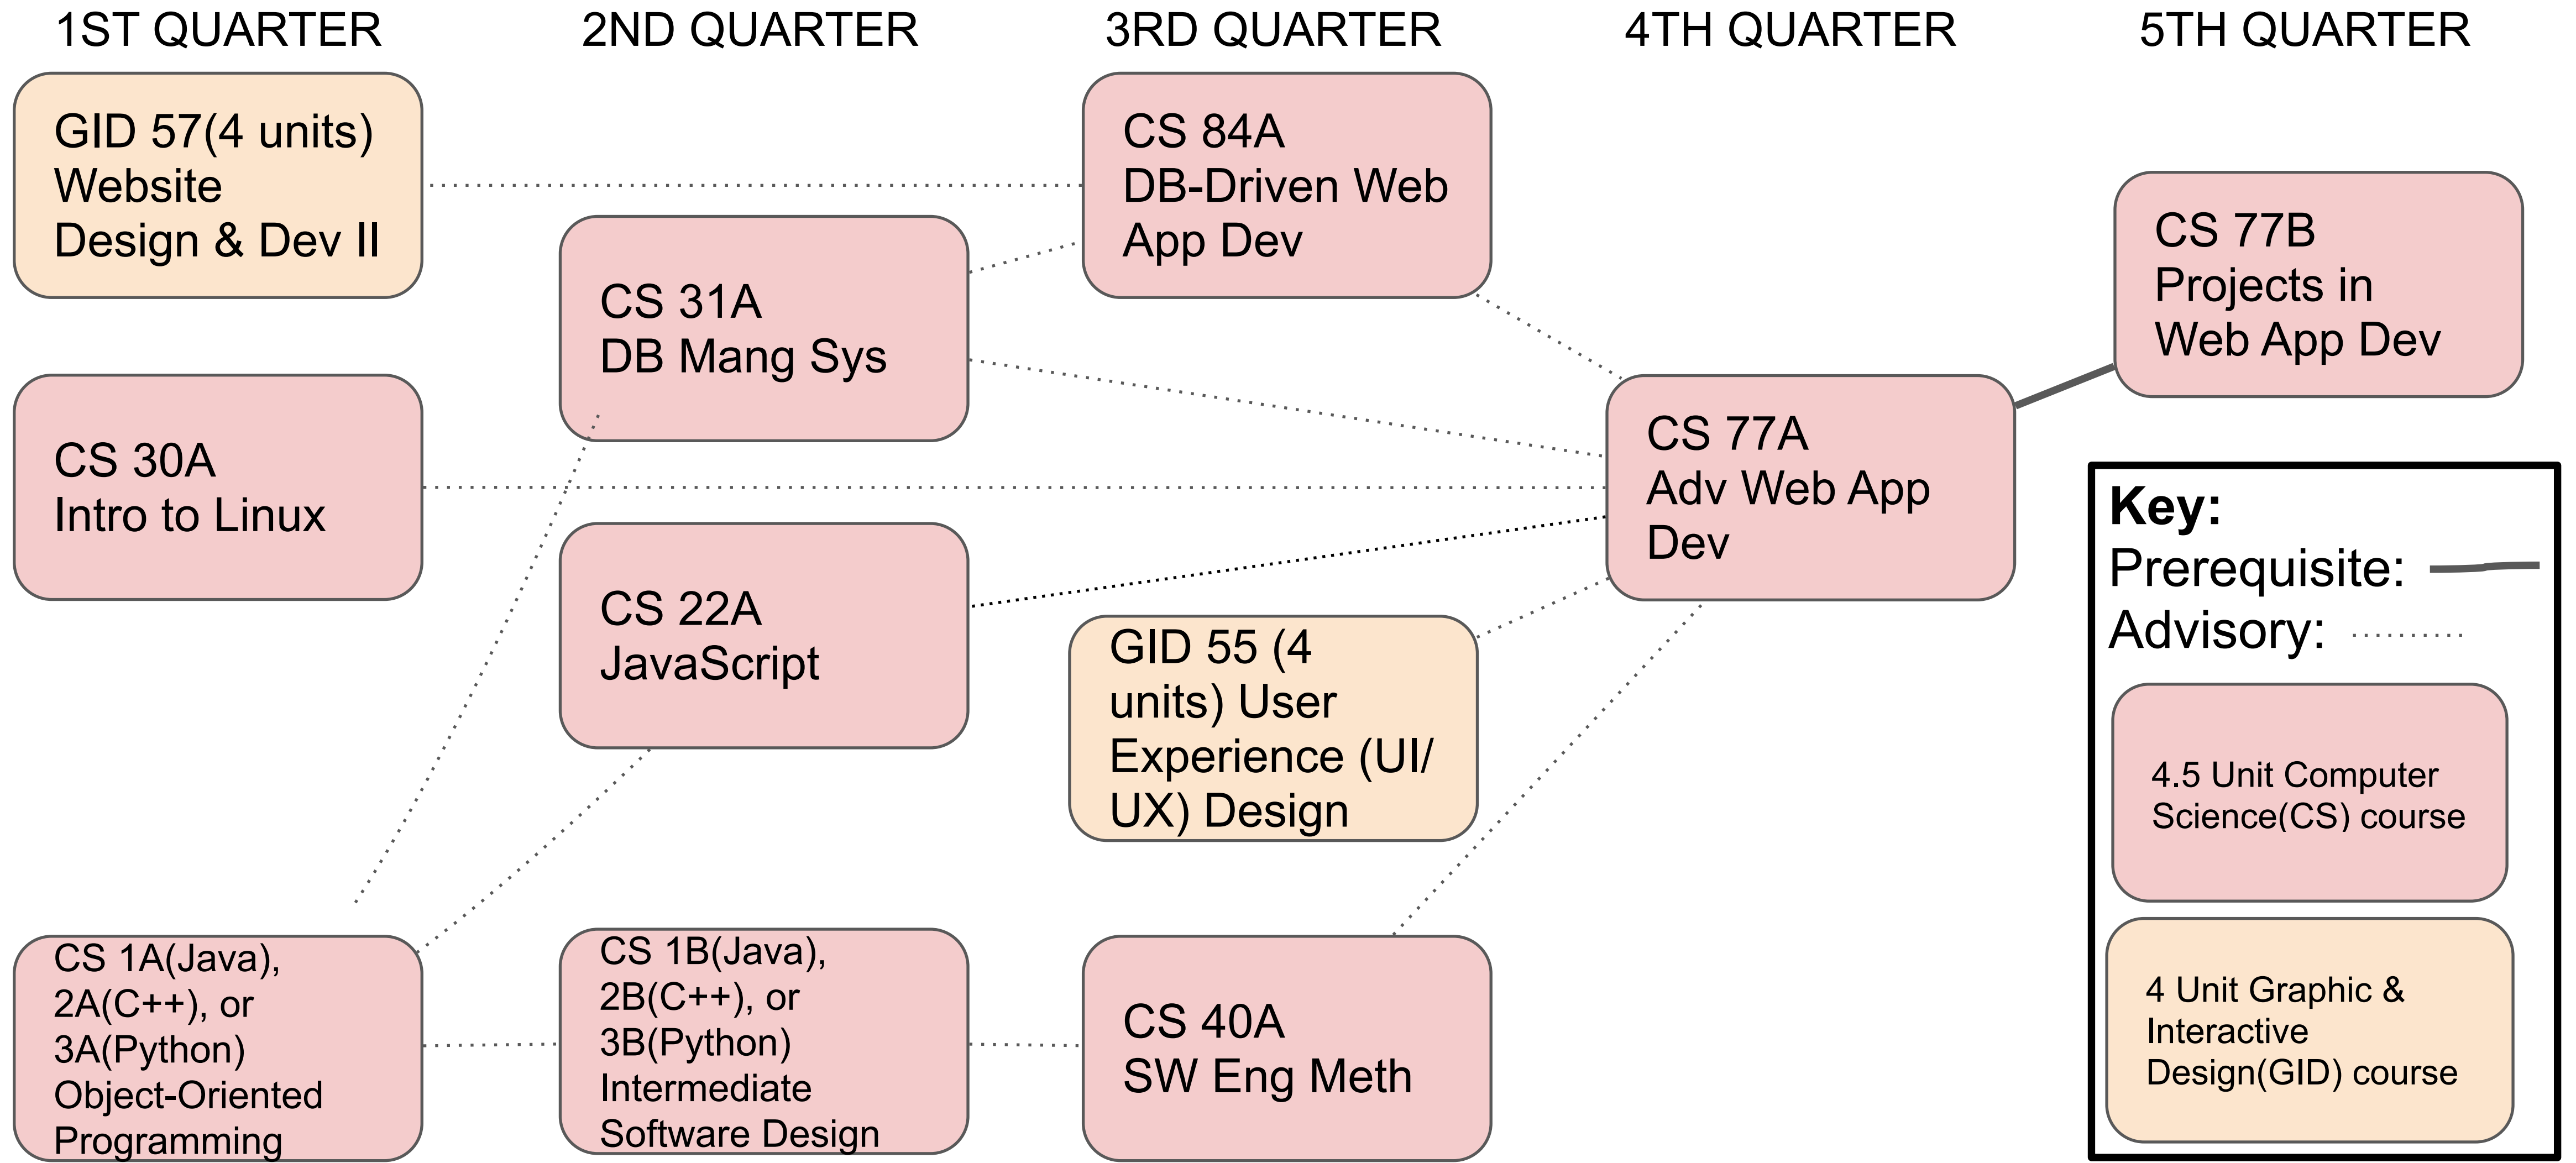 1ST QUARTER
2ND QUARTER
3RD QUARTER
4TH QUARTER
5TH QUARTER
GID 57(4 units)
Website
Design & Dev II
CS 30A
Intro to Linux
CS 1A(Java),
2A(C++), or
3A(Python)
Object-Oriented
Programming
CS 31A
DB Mang Sys
CS 22A
JavaScript
CS 1B(Java),
2B(C++), or
3B(Python)
Intermediate
Software Design
CS 84A
DB-Driven Web
App Dev
GID 55 (4
units) User
Experience (UI/
UX) Design
CS 40A
SW Eng Meth
CS 77A
Adv Web App
Dev
CS 77B
Projects in
Web App Dev
Key:
Prerequisite:
Advisory:
4.5 Unit Computer
Science(CS) course
4 Unit Graphic &
Interactive
Design(GID) course